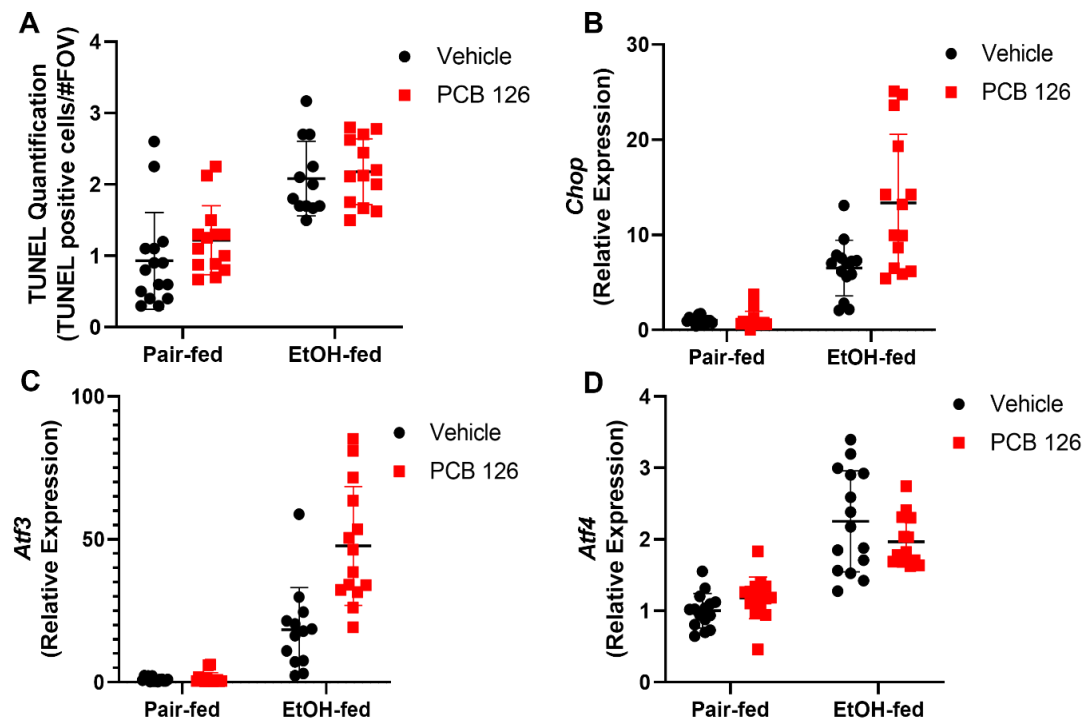 A
TUNEL Quantification
(TUNEL positive cells/#FOV)
4
3
2
1
0
Pair-fed
EtOH-fed
Vehicle
PCB 126
B
Chop
(Relative Expression)
30
20
10
0
Pair-fed
EtOH-fed
Vehicle
PCB 126
C
Atf3
(Relative Expression)
100
50
0
Pair-fed
EtOH-fed
Vehicle
PCB 126
D
Atf4
(Relative Expression)
4
3
2
1
0
Pair-fed
EtOH-fed
Vehicle
PCB 126